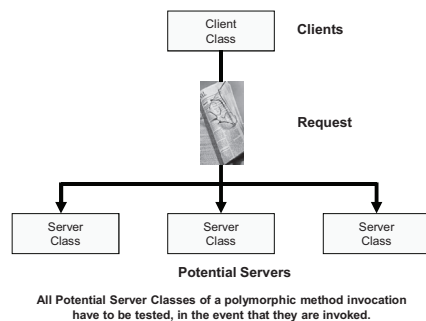 Client
Class
Clients
Request
Server
Class
Server
Class
Server
Class
Potential Servers
All Potential Server Classes of a polymorphic method invocation
have to be tested, in the event that they are invoked.